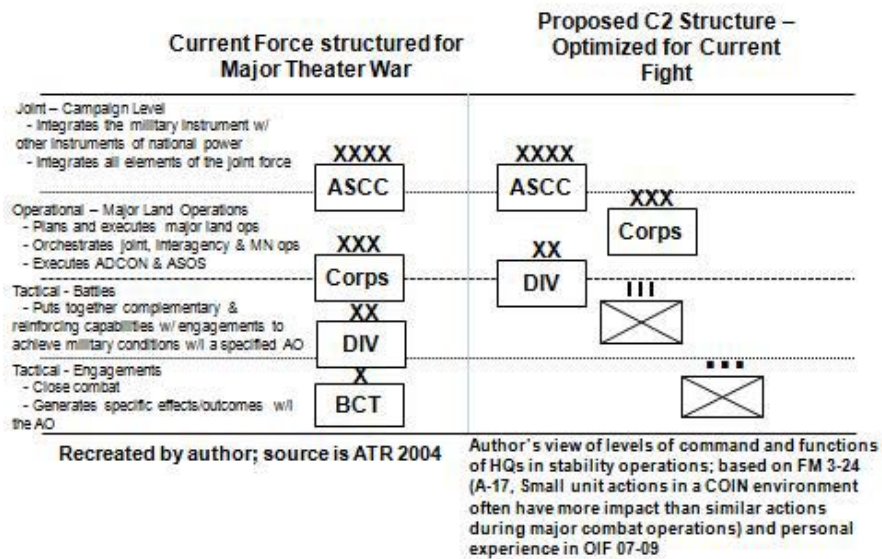 Current Force structured for
Major Theater War
Proposed C2 Structure –
Optimized for Current
Fight
Joint – Campaign Level
- Integrates the military Instrument w/
other Instruments of national power
- Integrates all elements of the joint force
XXXX
ASCC
XXXX
ASCC
Operational – Major Land Operations
- Plans and executes major land ops
- Orchestrates joint, Interagency & MN ops
- Executes ADCON & ASOS
XXX
Corps
XXX
Corps
XX
DIV
Tactical - Battles
- Puts together complementary &
reinforcing capabilities w/ engagements to
achieve military conditions w/i a specified AO
XX
DIV
III
Tactical - Engagements
- Close combat
- Generates specific effects/outcomes w/i
the AO
X
BCT
...
Recreated by author; source is ATR 2004
Author's view of levels of command and functions
of HQs in stability operations; based on FM 3-24
(A-17, Small unit actions in a COIN environment
often have more impact than similar actions
during major combat operations) and personal
experience in OIF 07-09